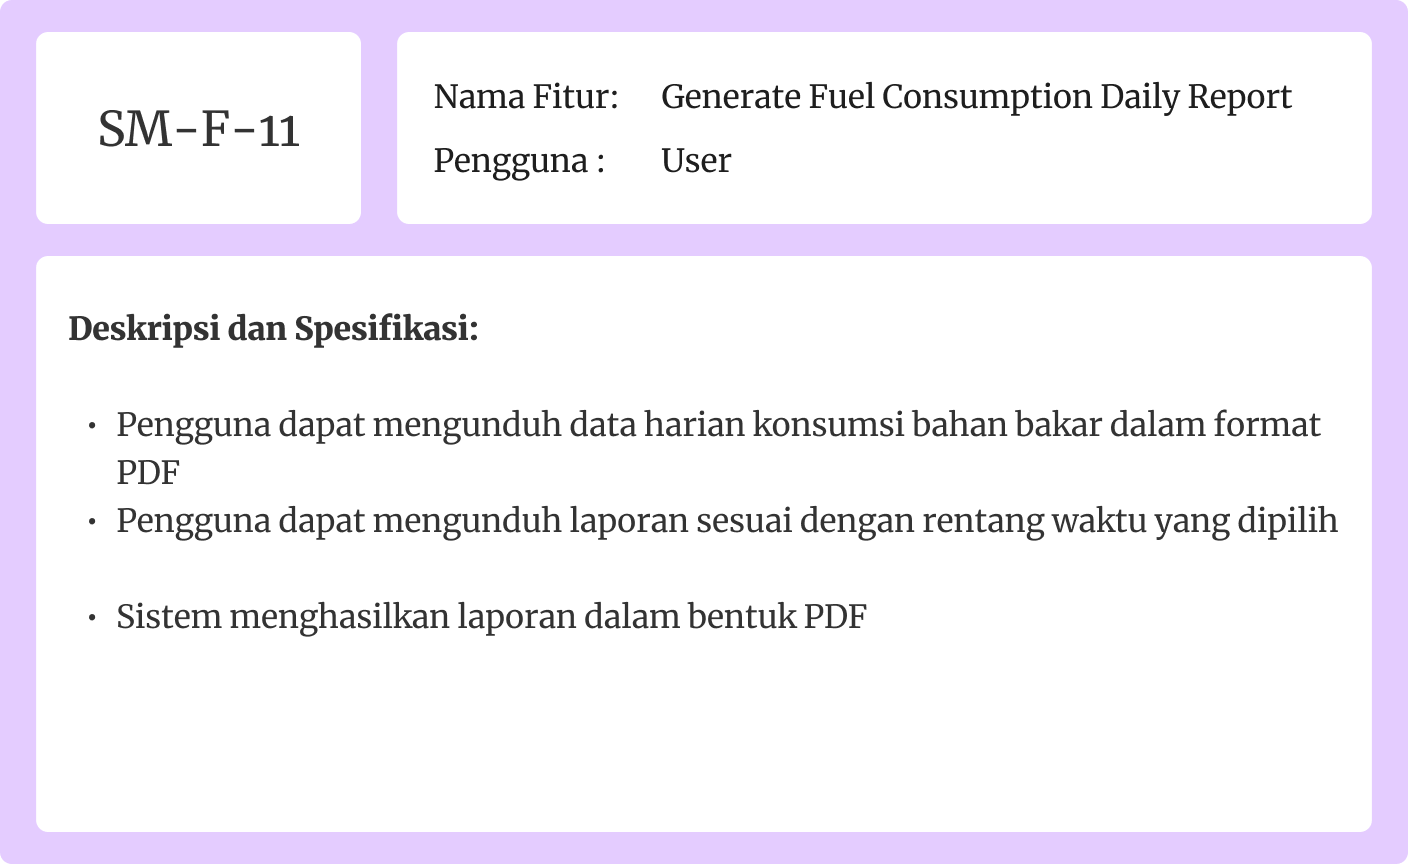 SM-F-11
Nama Fitur: Generate Fuel Consumption Daily Report
Pengguna : User
Deskripsi dan Spesifikasi:
• Pengguna dapat mengunduh data harian konsumsi bahan bakar dalam format
PDF
• Pengguna dapat mengunduh laporan sesuai dengan rentang waktu yang dipilih
• Sistem menghasilkan laporan dalam bentuk PDF